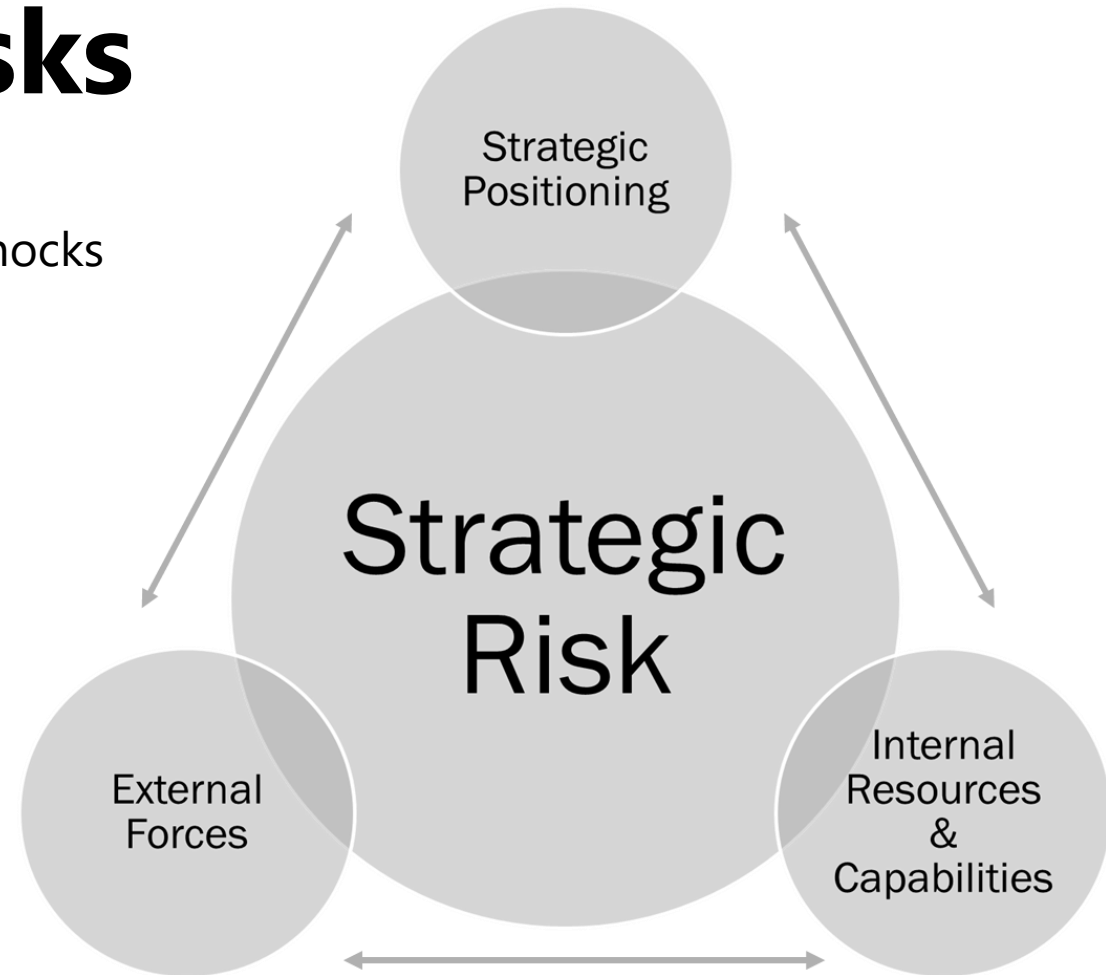 sks
nocks
Strategic
Positioning
Strategic
Risk
External
Forces
Internal
Resources
&
Capabilities